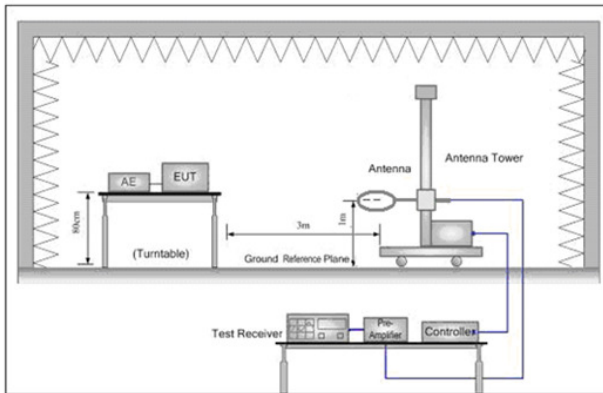 Antenna Tower
Antenna
AE
EUT
80cm
(Turntable)
3m
1m
Ground Reference Plane
Test Receiver
Pre-
Amplifier
Controller